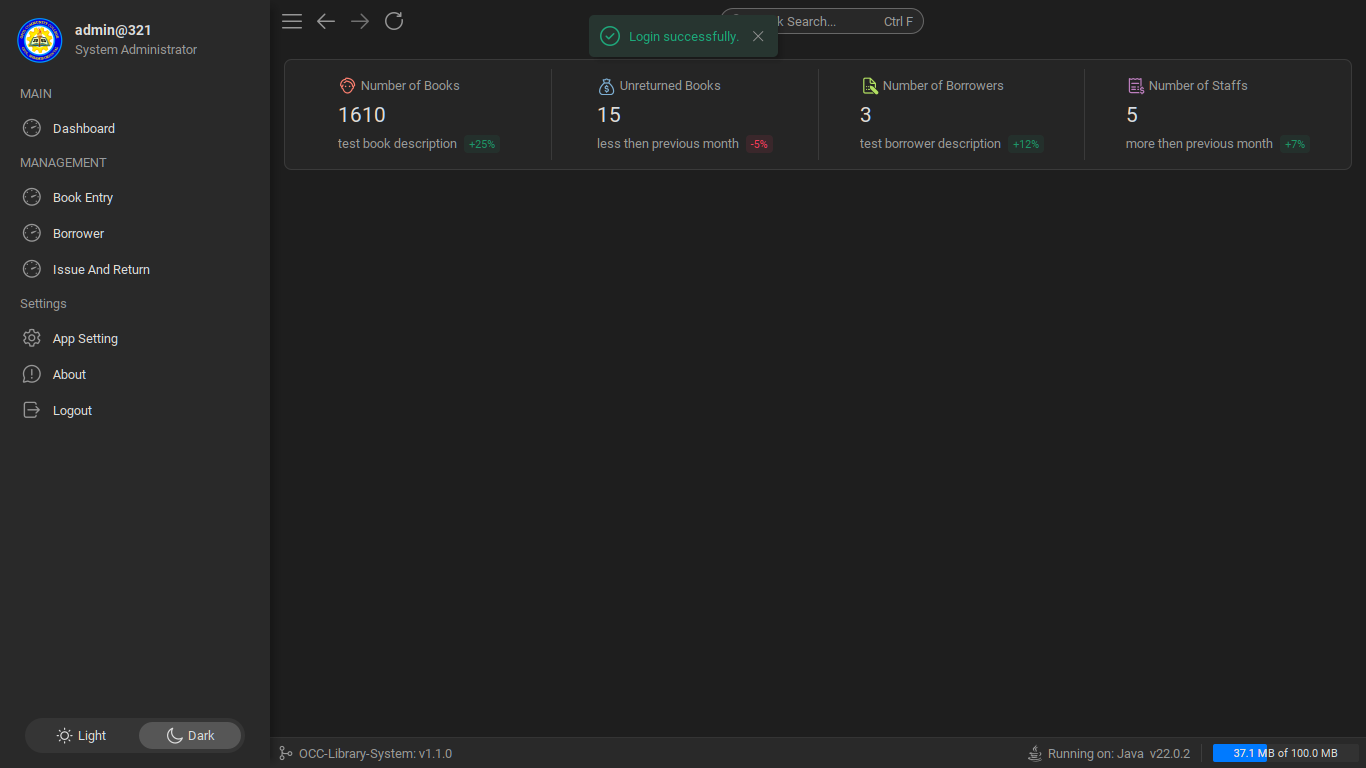 admin@321
System Administrator
MAIN
Dashboard
MANAGEMENT
Book Entry
Borrower
Issue And Return
Settings
App Setting
About
Logout
Light
Dark
Search...
Ctrl F
Login successfully.
Number of Books
1610
test book description +25%
Unreturned Books
15
less then previous month -5%
Number of Borrowers
3
test borrower description +12%
Number of Staffs
5
more then previous month +7%
OCC-Library-System: v1.1.0
Running on: Java v22.0.2
37.1 MB of 100.0 MB